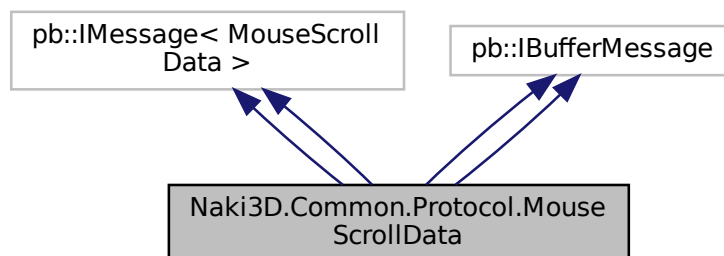 pb::IMessage< MouseScroll
Data >
pb::IBufferMessage
Naki3D.Common.Protocol.Mouse
ScrollData